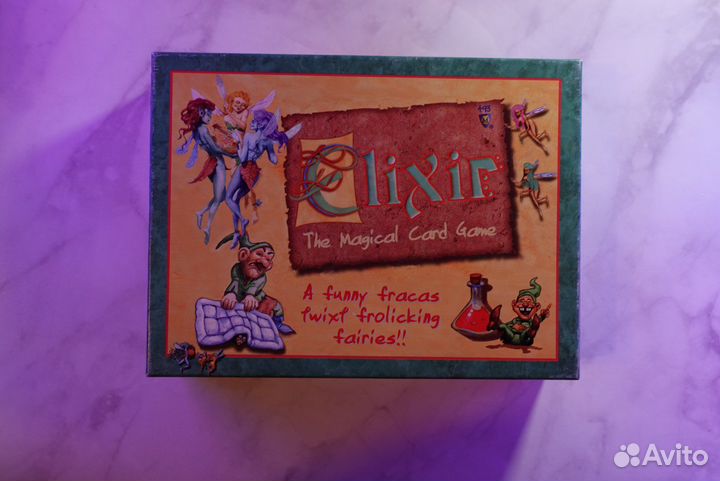 Elixir
The Magical Card Game
A funny fracas
twixt frolicking
fairies!!
Avito